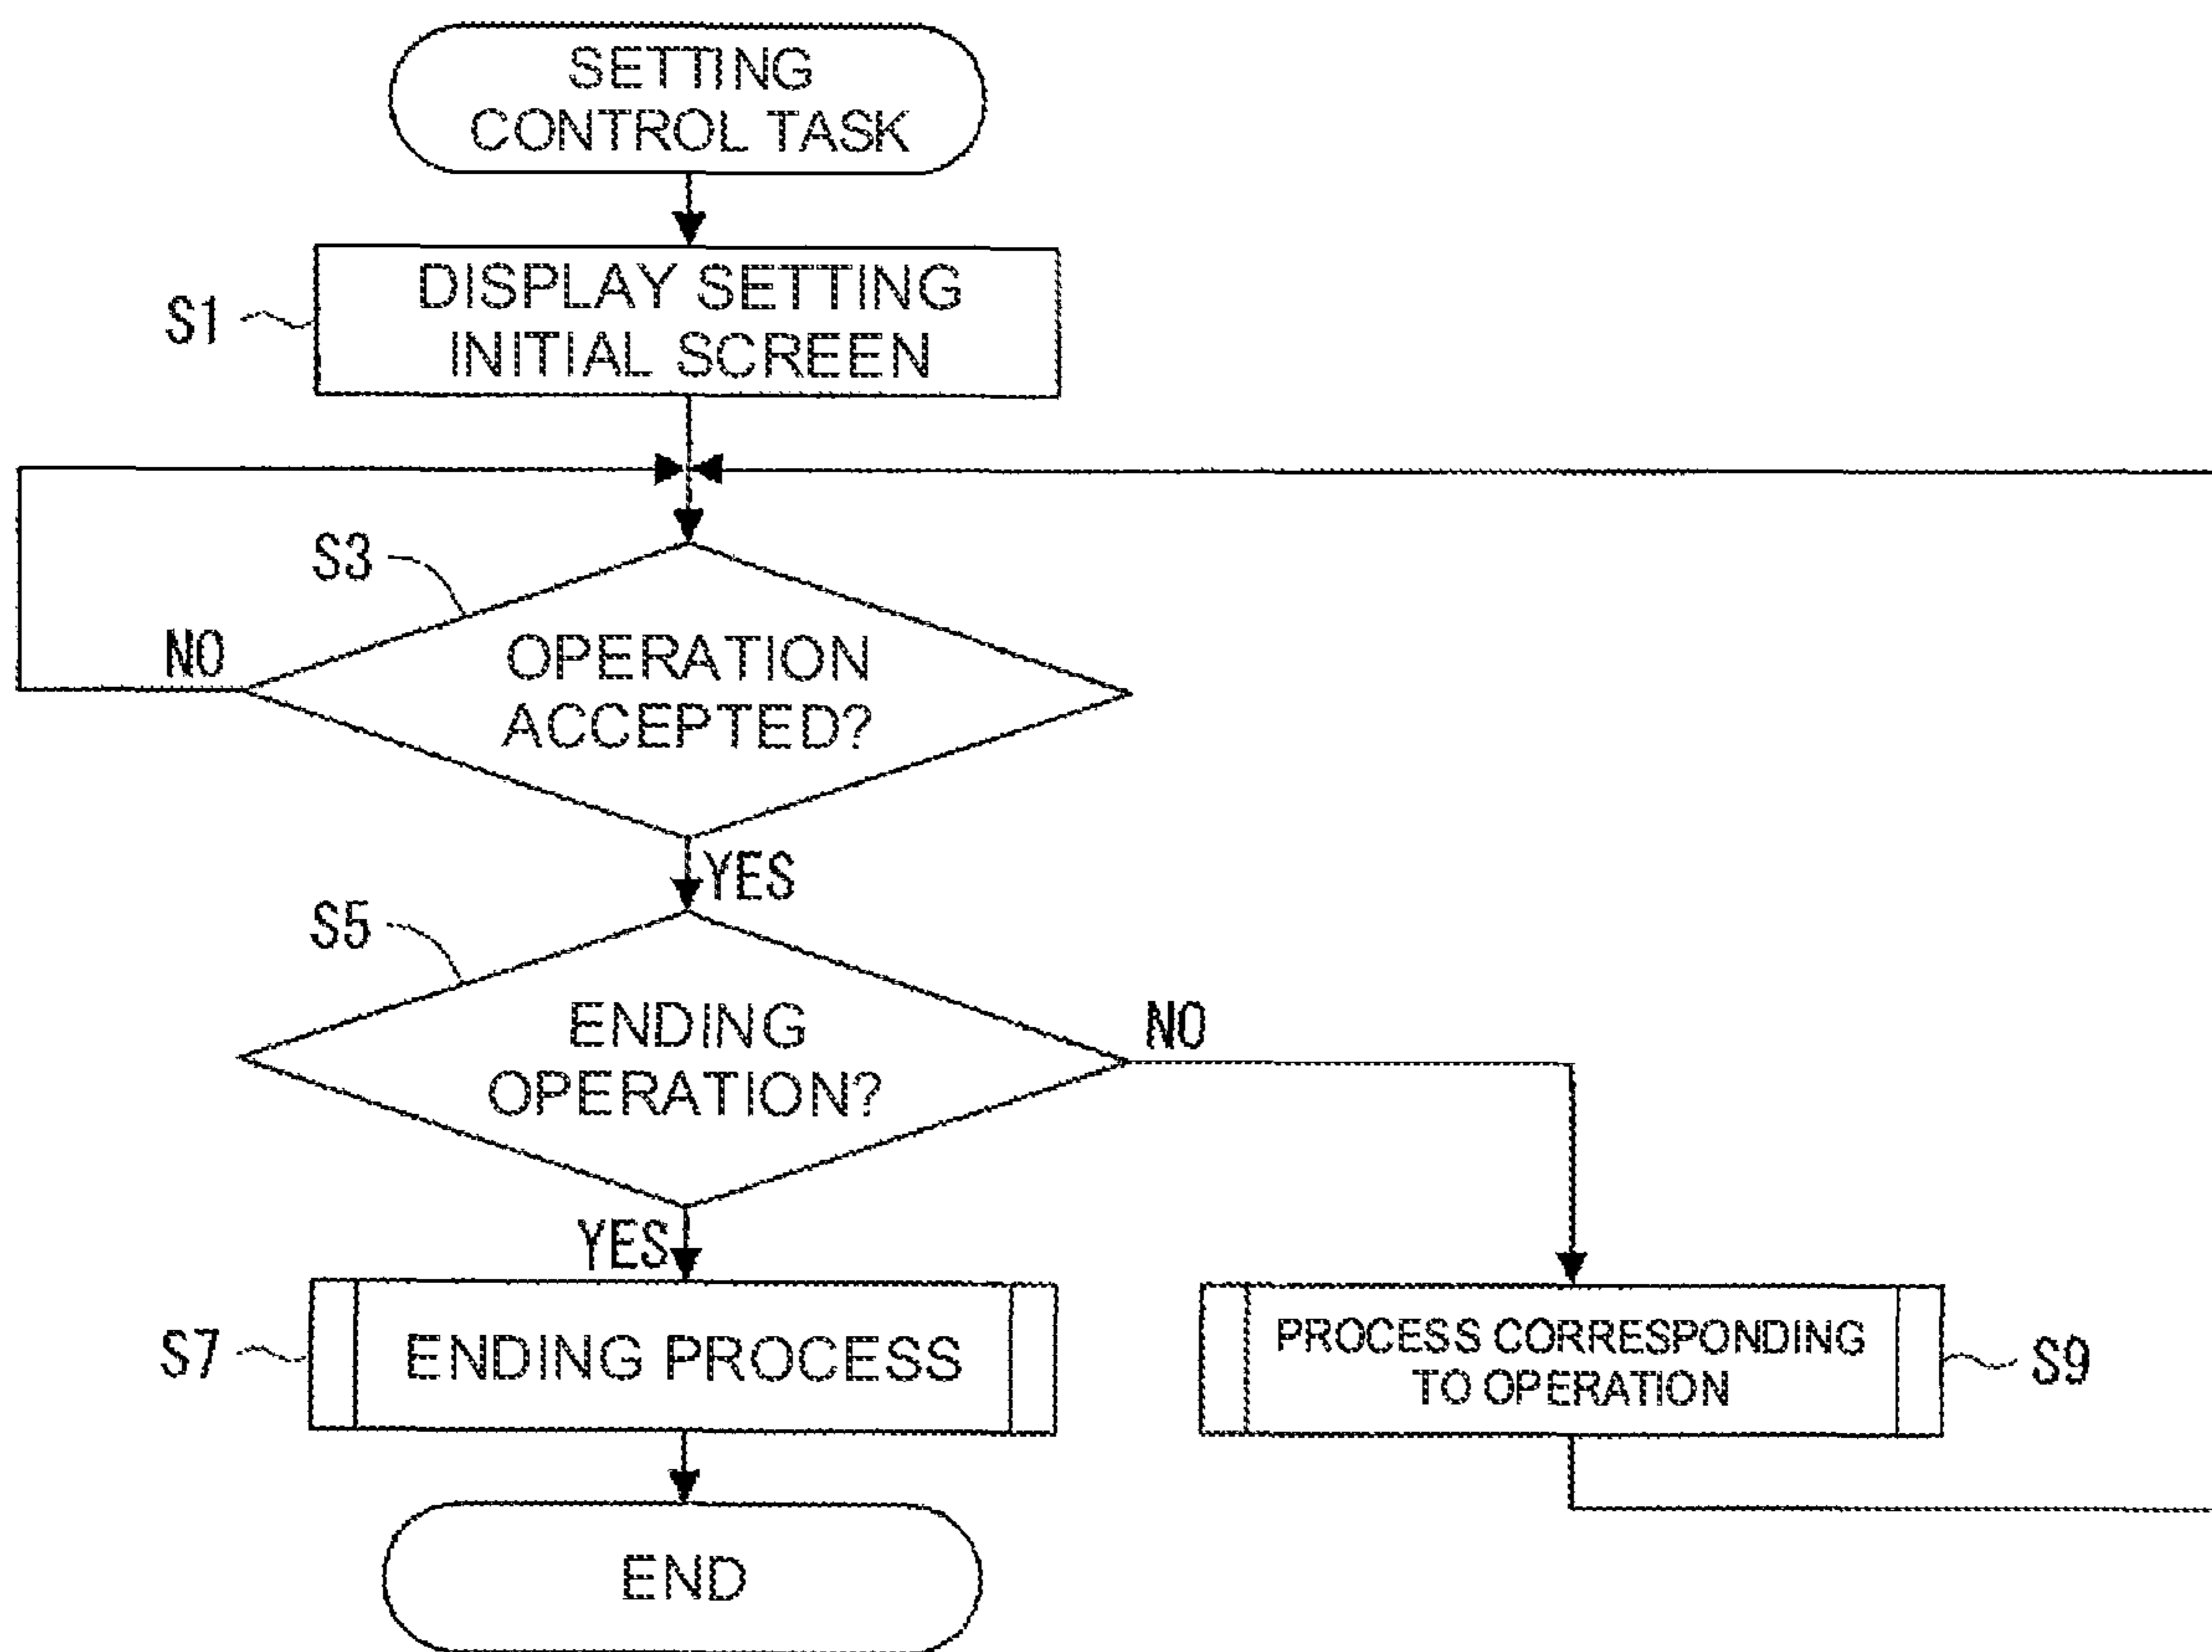 SETTING
CONTROL TASK
S1
DISPLAY SETTING
INITIAL SCREEN
S3
NO
OPERATION
ACCEPTED?
YES
S5
ENDING
OPERATION?
NO
YES
S7
ENDING PROCESS
PROCESS CORRESPONDING
TO OPERATION
S9
END